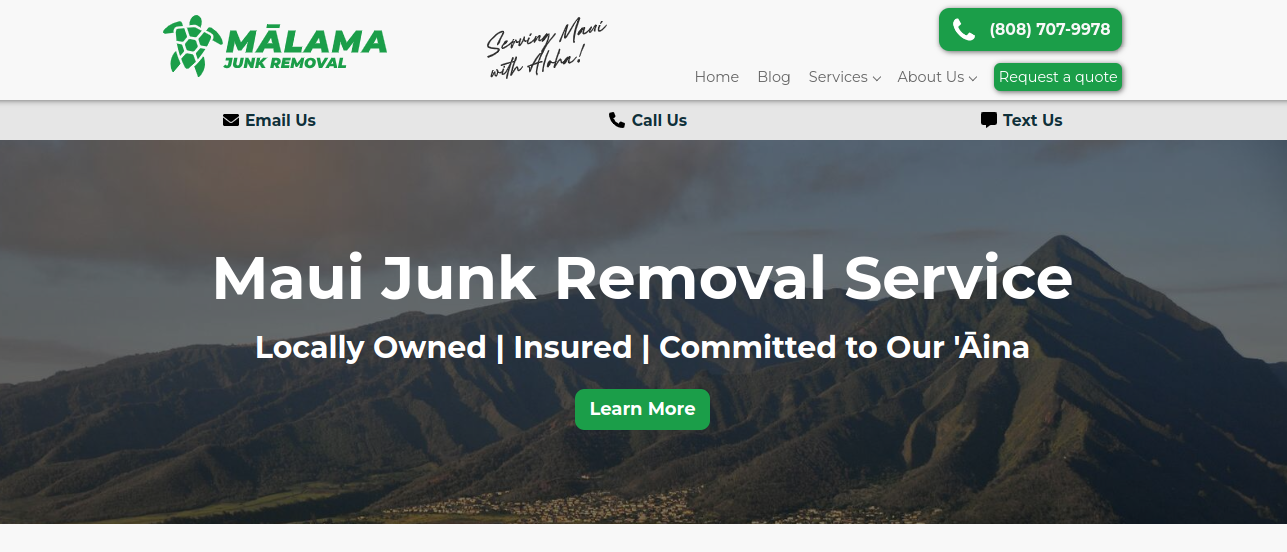 MĀLAMA
JUNK REMOVAL
Serving Maui
with Aloha!
(808) 707-9978
Home Blog Services About Us Request a quote
Email Us Call Us Text Us
Maui Junk Removal Service
Locally Owned | Insured | Committed to Our 'Āina
Learn More